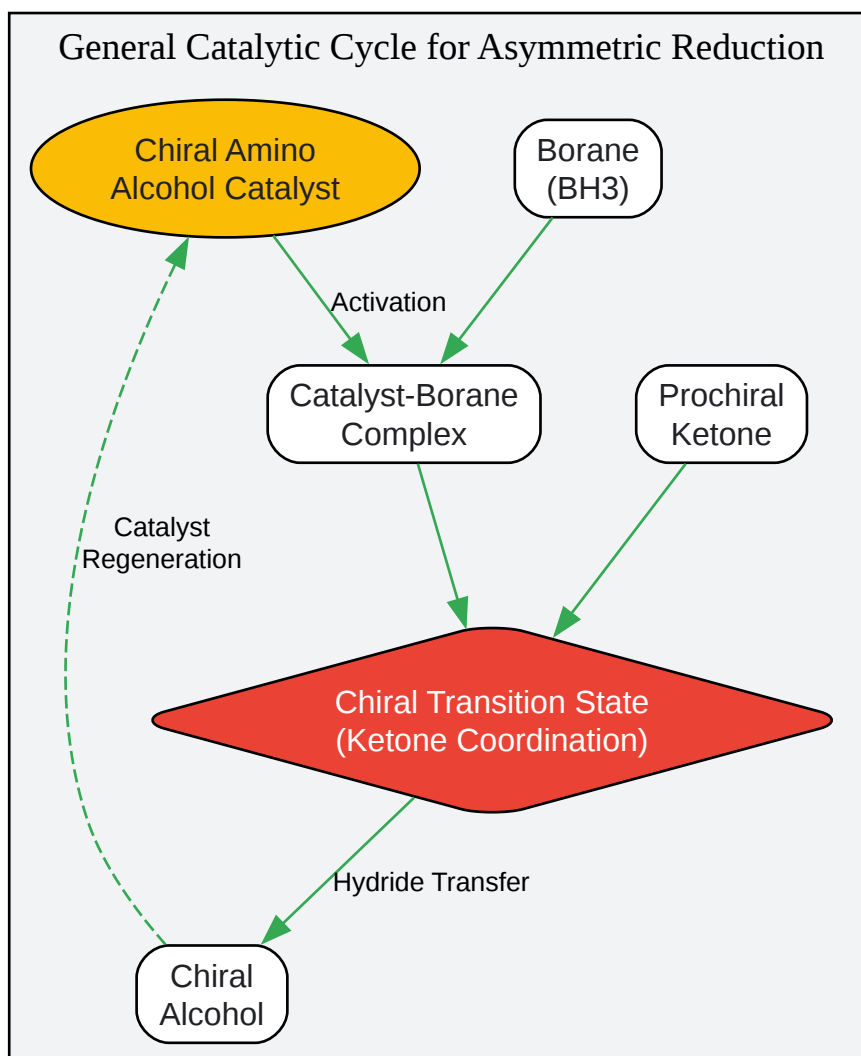 General Catalytic Cycle for Asymmetric Reduction
Chiral Amino
Alcohol Catalyst
Borane
(BH3)
Activation
Catalyst-Borane
Complex
Prochiral
Ketone
Catalyst
Regeneration
Chiral Transition State
(Ketone Coordination)
Hydride Transfer
Chiral
Alcohol